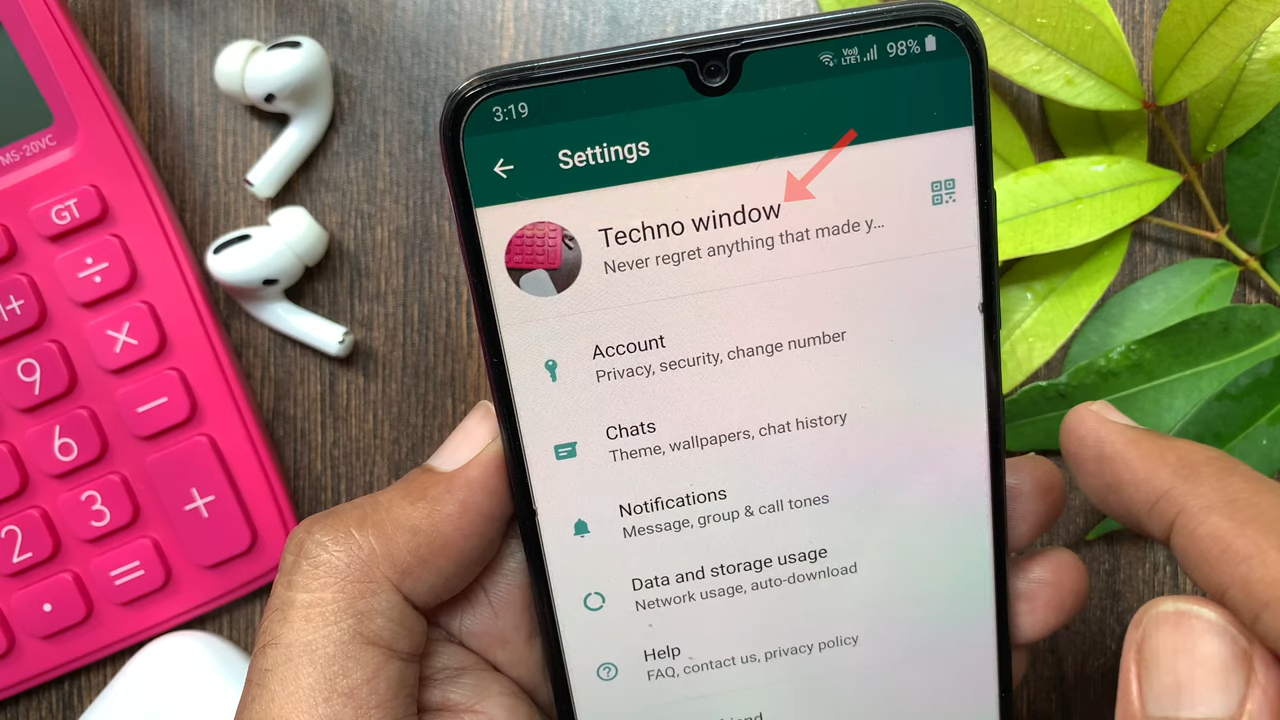 MS-20VC
GT
÷
×
9
−
6
3
+
2
=
.
3:19
Vo))
LTE1
98%
Settings
Techno window
Never regret anything that made y...
Account
Privacy, security, change number
Chats
Theme, wallpapers, chat history
Notifications
Message, group & call tones
Data and storage usage
Network usage, auto-download
Help
FAQ, contact us, privacy policy